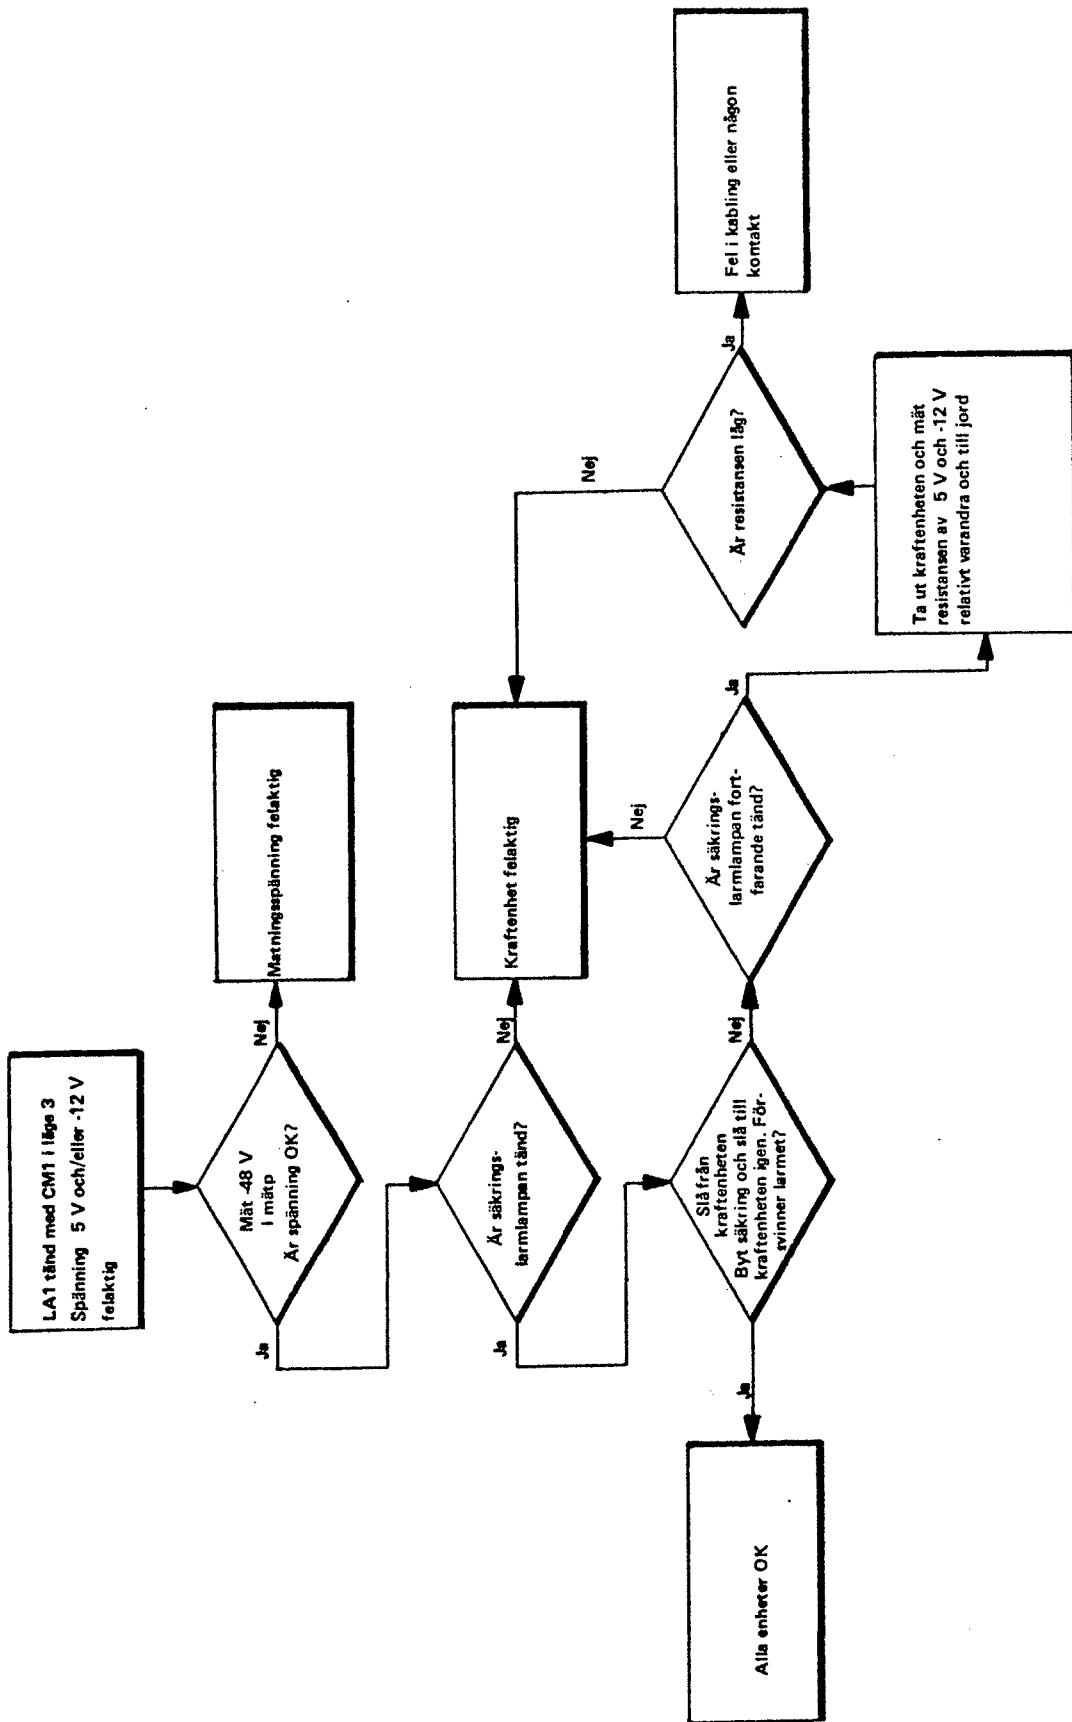 LA1 tänd med CM1 i läge 3
Spänning 5 V och/eller -12 V
felaktig
Mät -48 V
i mätp
Är spänning OK?
Nej
Matningsspänning felaktig
Ja
Är säkrings-
larmlampan tänd?
Nej
Kraftenhet felaktig
Ja
Slå från
kraftenheten
Byt säkring och slå till
kraftenheten igen. För-
svinner larmet?
Ja
Alla enheter OK
Nej
Är säkrings-
larmlampan fort-
farande tänd?
Nej
Ja
Ta ut kraftenheten och mät
resistansen av 5 V och -12 V
relativt varandra och till jord
Är resistansen låg?
Nej
Ja
Fel i kabling eller någon
kontakt